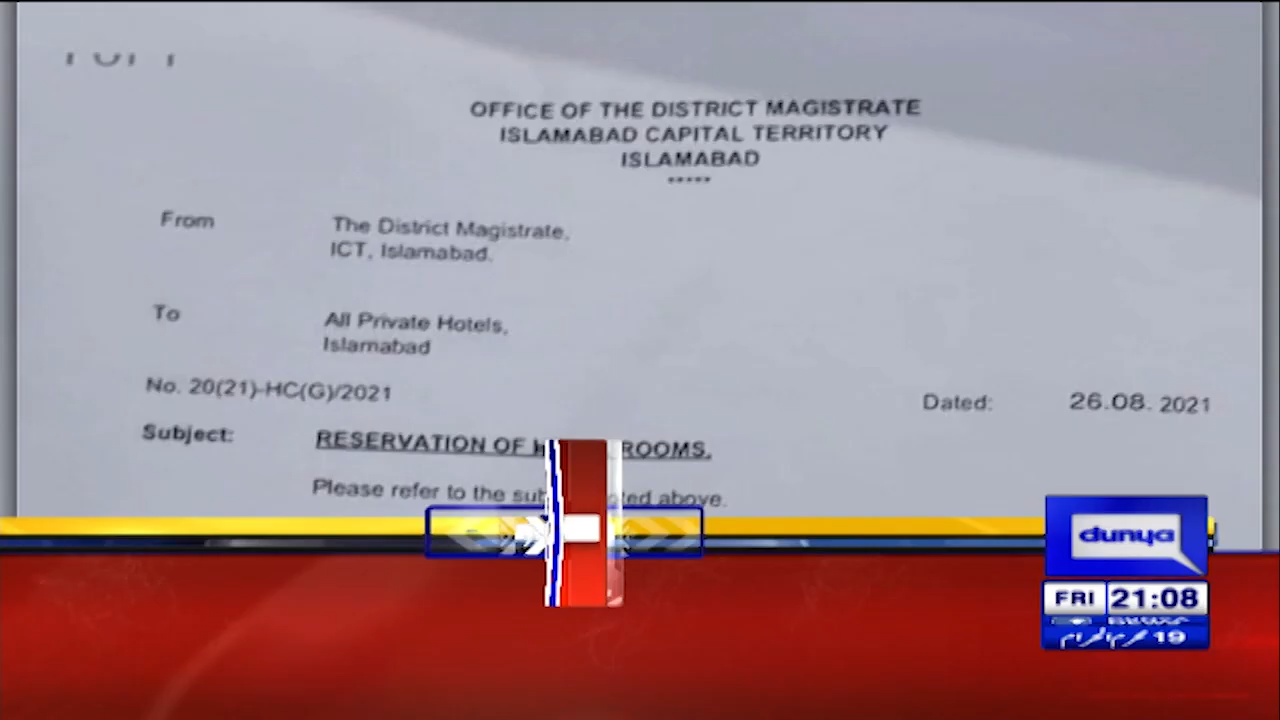 OFFICE OF THE DISTRICT MAGISTRATE
ISLAMABAD CAPITAL TERRITORY
ISLAMABAD
*****
From The District Magistrate,
ICT, Islamabad.
To All Private Hotels,
Islamabad
No. 20(21)-HC(G)/2021 Dated: 26.08. 2021
Subject: RESERVATION OF ROOMS.
Please refer to the above.
dunya
FRI 21:08
19 محرم الحرام